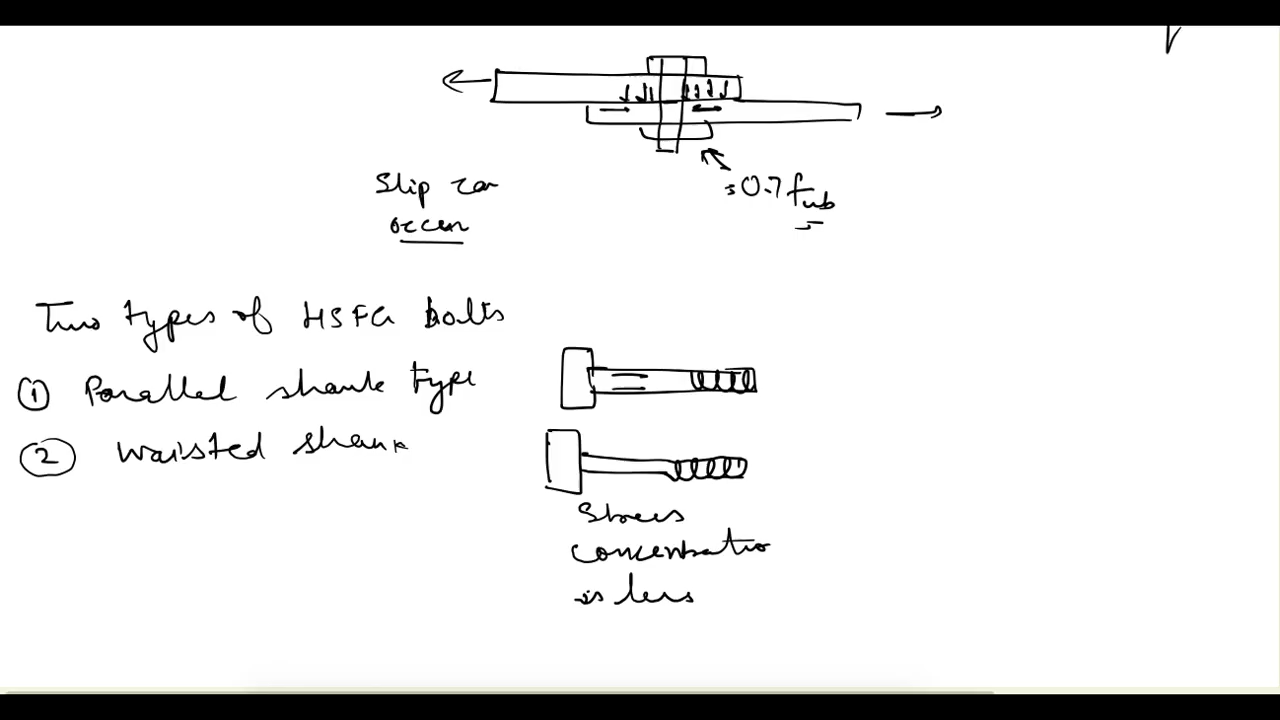 Slip can
occur
= 0.7 fub
Two types of HSFG bolts
① Parallel shank type
② Waisted shank
Stress
concentration
is less